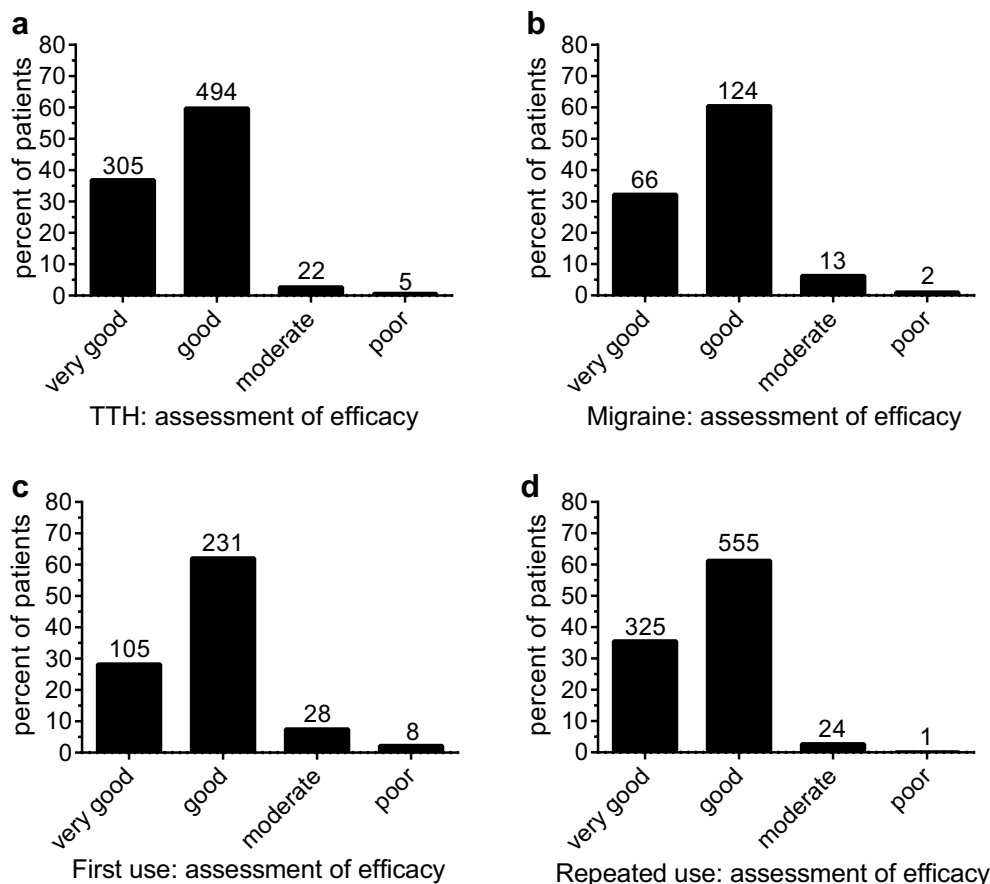 a
percent of patients
80
70
60
50
40
30
20
10
0
305
494
22
5
very good
good
moderate
poor
TTH: assessment of efficacy
b
percent of patients
80
70
60
50
40
30
20
10
0
66
124
13
2
very good
good
moderate
poor
Migraine: assessment of efficacy
c
percent of patients
80
70
60
50
40
30
20
10
0
105
231
28
8
very good
good
moderate
poor
First use: assessment of efficacy
d
percent of patients
80
70
60
50
40
30
20
10
0
325
555
24
1
very good
good
moderate
poor
Repeated use: assessment of efficacy